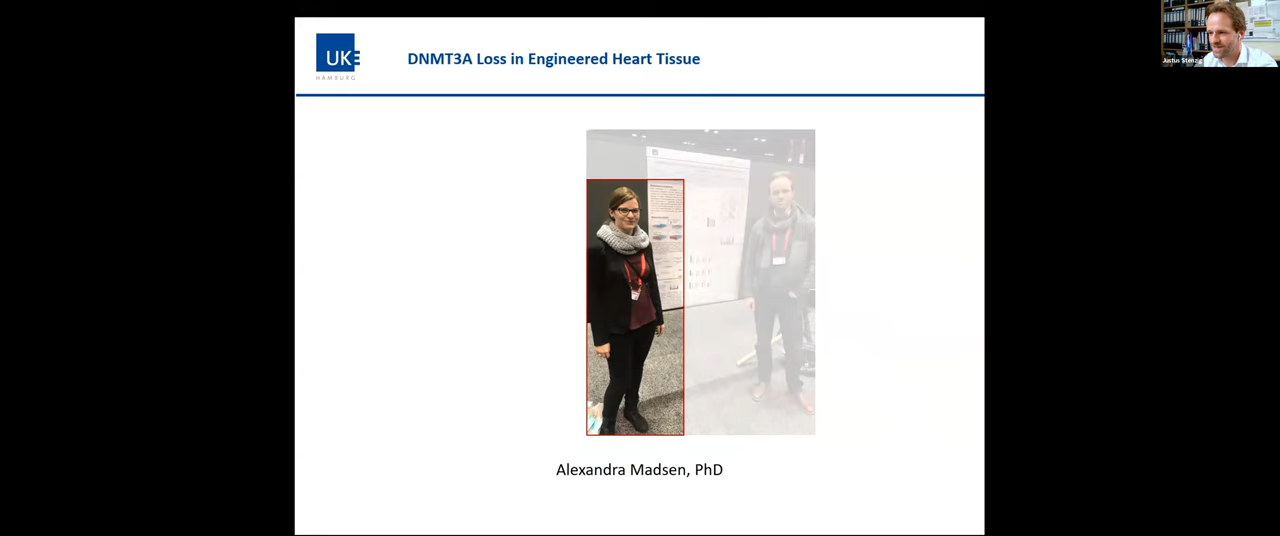 UKE
HAMBURG
DNMT3A Loss in Engineered Heart Tissue
Justus Stenzig
Alexandra Madsen, PhD